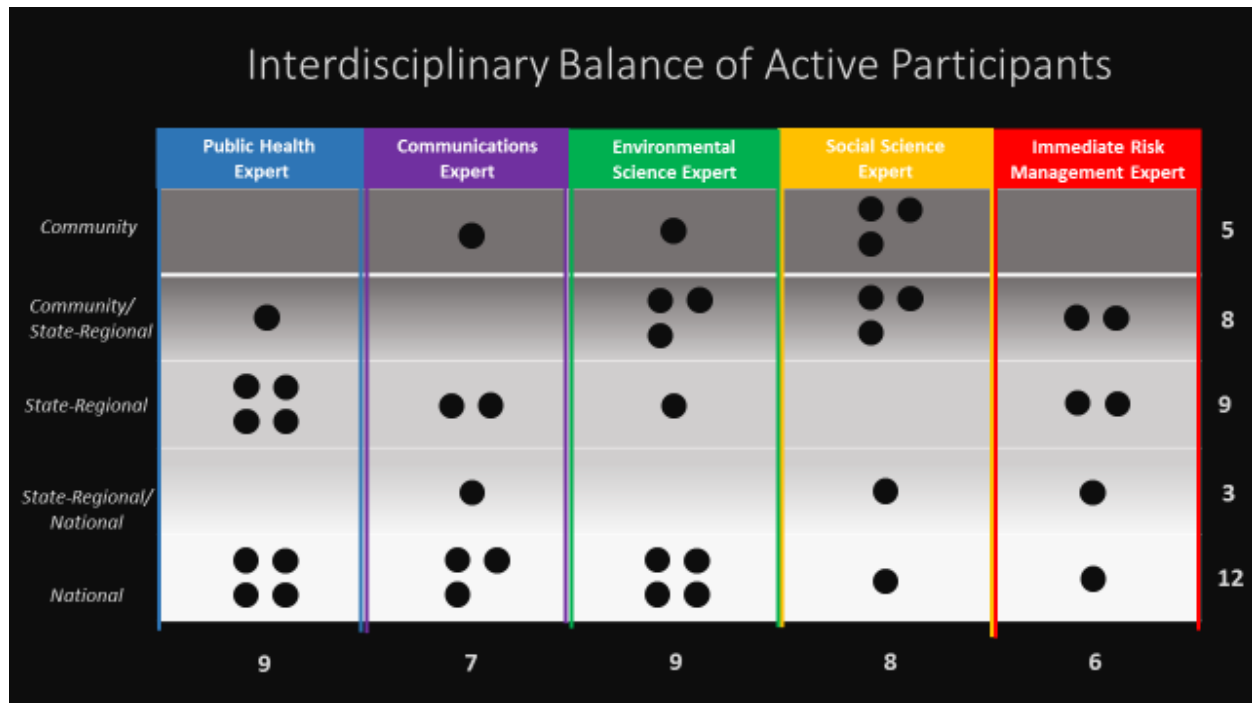 Interdisciplinary Balance of Active Participants
Public Health
Expert
Communications
Expert
Environmental
Science Expert
Social Science
Expert
Immediate Risk
Management Expert
Community
5
Community/
State-Regional
8
State-Regional
9
State-Regional/
National
3
National
12
9
7
9
8
6